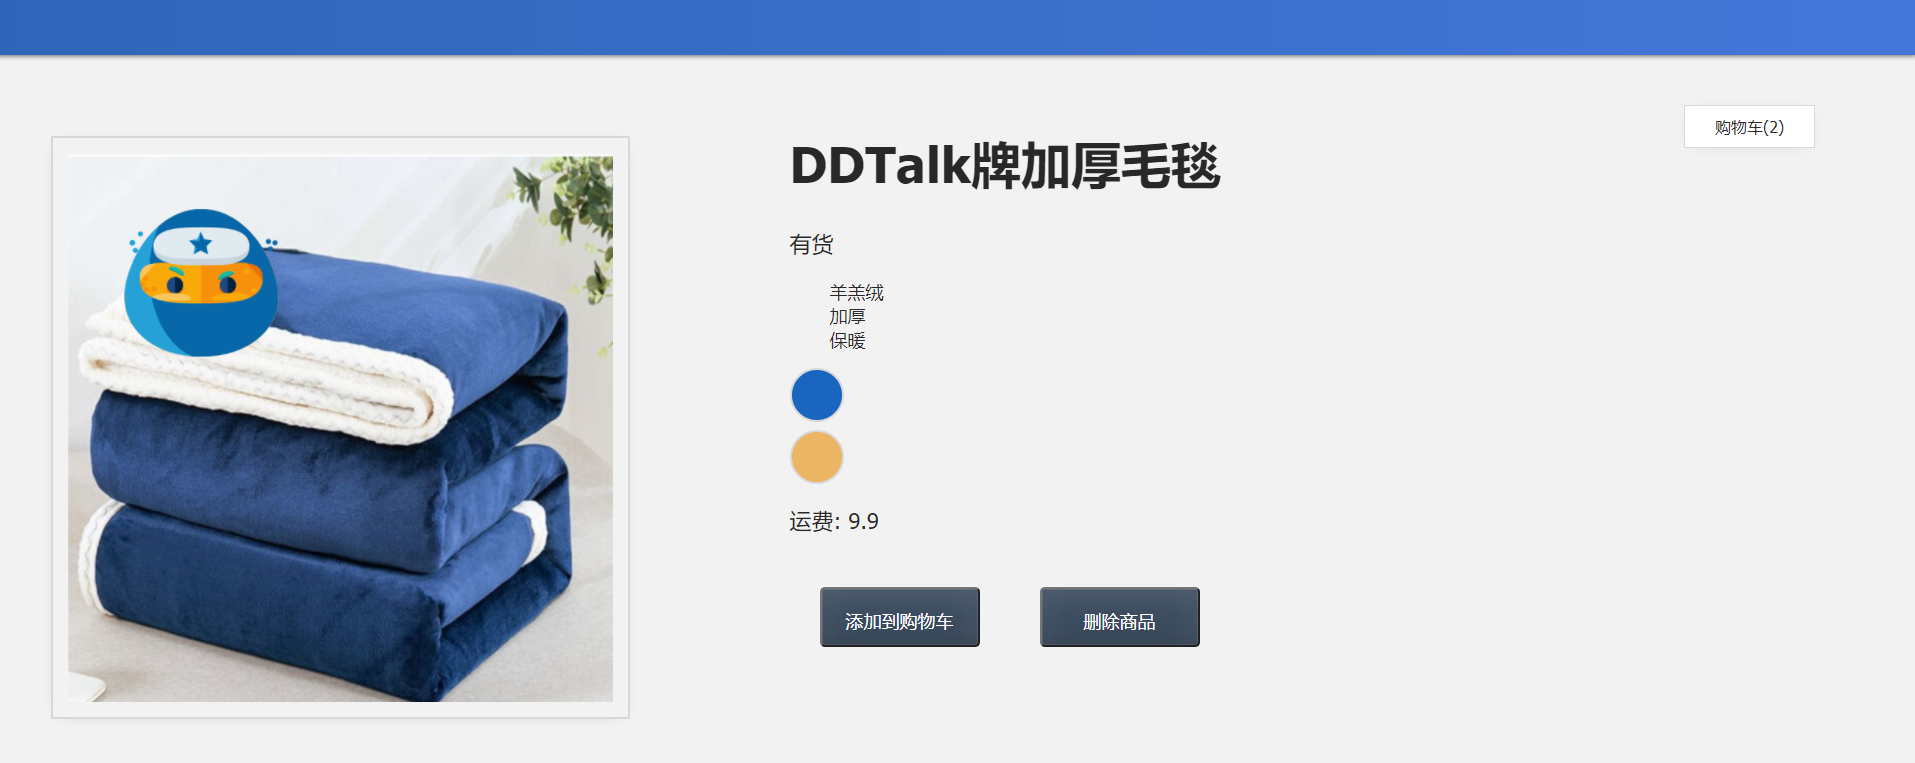 购物车(2)
DDTalk牌加厚毛毯
有货
羊羔绒
加厚
保暖
运费: 9.9
添加到购物车
删除商品